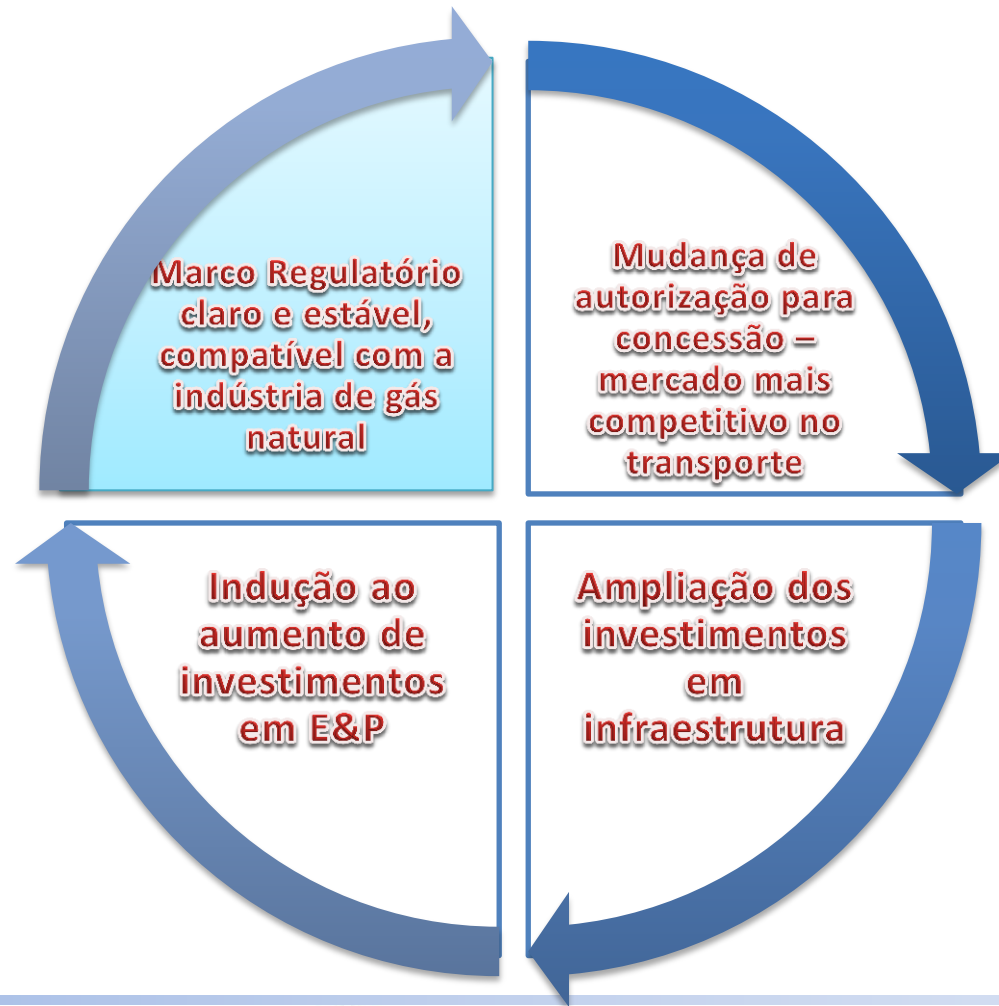 Marco Regulatório
claro e estável,
compatível com a
indústria de gás
natural
Mudança de
autorização para
concessão –
mercado mais
competitivo no
transporte
Indução ao
aumento de
investimentos
em E&P
Ampliação dos
investimentos
em
infraestrutura